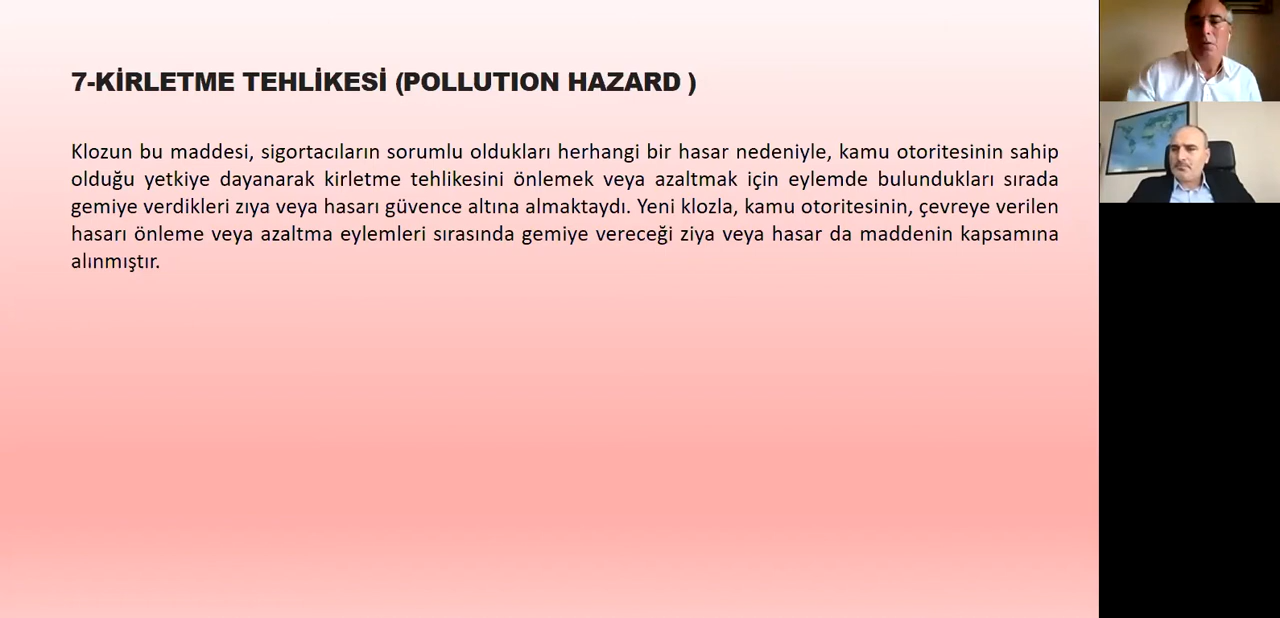 7-KİRLETME TEHLİKESİ (POLLUTION HAZARD )
Klozun bu maddesi, sigortacıların sorumlu oldukları herhangi bir hasar nedeniyle, kamu otoritesinin sahip
olduğu yetkiye dayanarak kirletme tehlikesini önlemek veya azaltmak için eylemde bulundukları sırada
gemiye verdikleri zıya veya hasarı güvence altına almaktaydı. Yeni klozla, kamu otoritesinin, çevreye verilen
hasarı önleme veya azaltma eylemleri sırasında gemiye vereceği ziya veya hasar da maddenin kapsamına
alınmıştır.